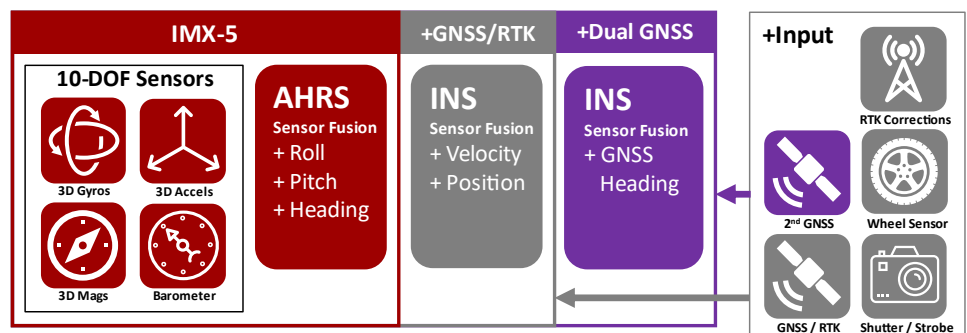 IMX-5
10-DOF Sensors
3D Gyros
3D Accels
3D Mags
Barometer
AHRS
Sensor Fusion
+ Roll
+ Pitch
+ Heading
+GNSS/RTK
INS
Sensor Fusion
+ Velocity
+ Position
+Dual GNSS
INS
Sensor Fusion
+ GNSS
Heading
+Input
RTK Corrections
2nd GNSS
Wheel Sensor
GNSS / RTK
Shutter / Strobe